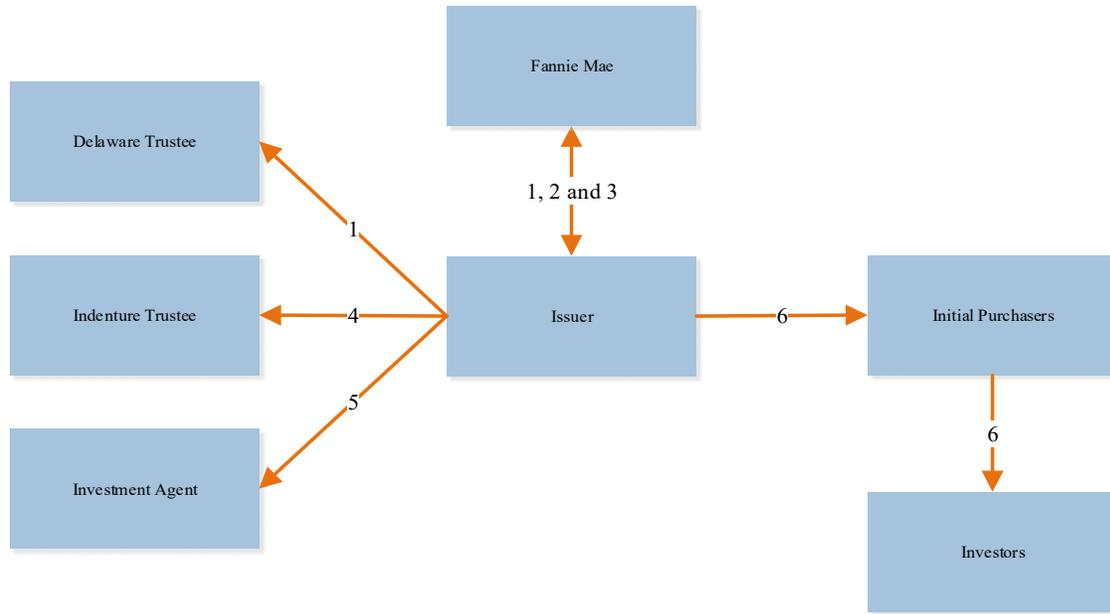 Fannie Mae
Delaware Trustee
1, 2 and 3
1
Indenture Trustee
4
Issuer
6
Initial Purchasers
5
6
Investment Agent
Investors